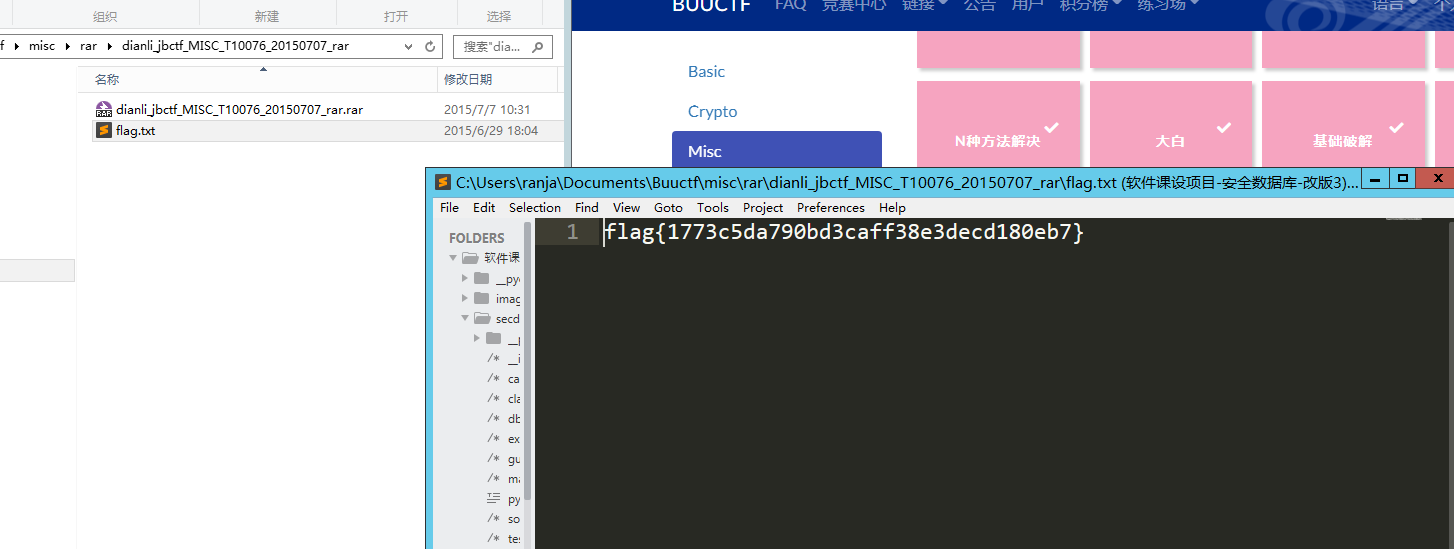 组织
新建
打开
选择
f ▸ misc ▸ rar ▸ dianli_jbctf_MISC_T10076_20150707_rar
搜索"dia...
名称
修改日期
dianli_jbctf_MISC_T10076_20150707_rar.rar
2015/7/7 10:31
flag.txt
2015/6/29 18:04
BUUCTF
FAQ
竞赛中心
链接
公告
用户
积分榜
练习场
语言
Basic
Crypto
Misc
N种方法解决
大白
基础破解
C:\Users\ranja\Documents\Buuctf\misc\rar\dianli_jbctf_MISC_T10076_20150707_rar\flag.txt (软件课设项目-安全数据库-改版3)...
File Edit Selection Find View Goto Tools Project Preferences Help
FOLDERS
软件课
__pyc
imag
secd
/* ca
/* cla
/* db
/* ex
/* gu
/* ma
py
/* so
/* tes
1 flag{1773c5da790bd3caff38e3decd180eb7}